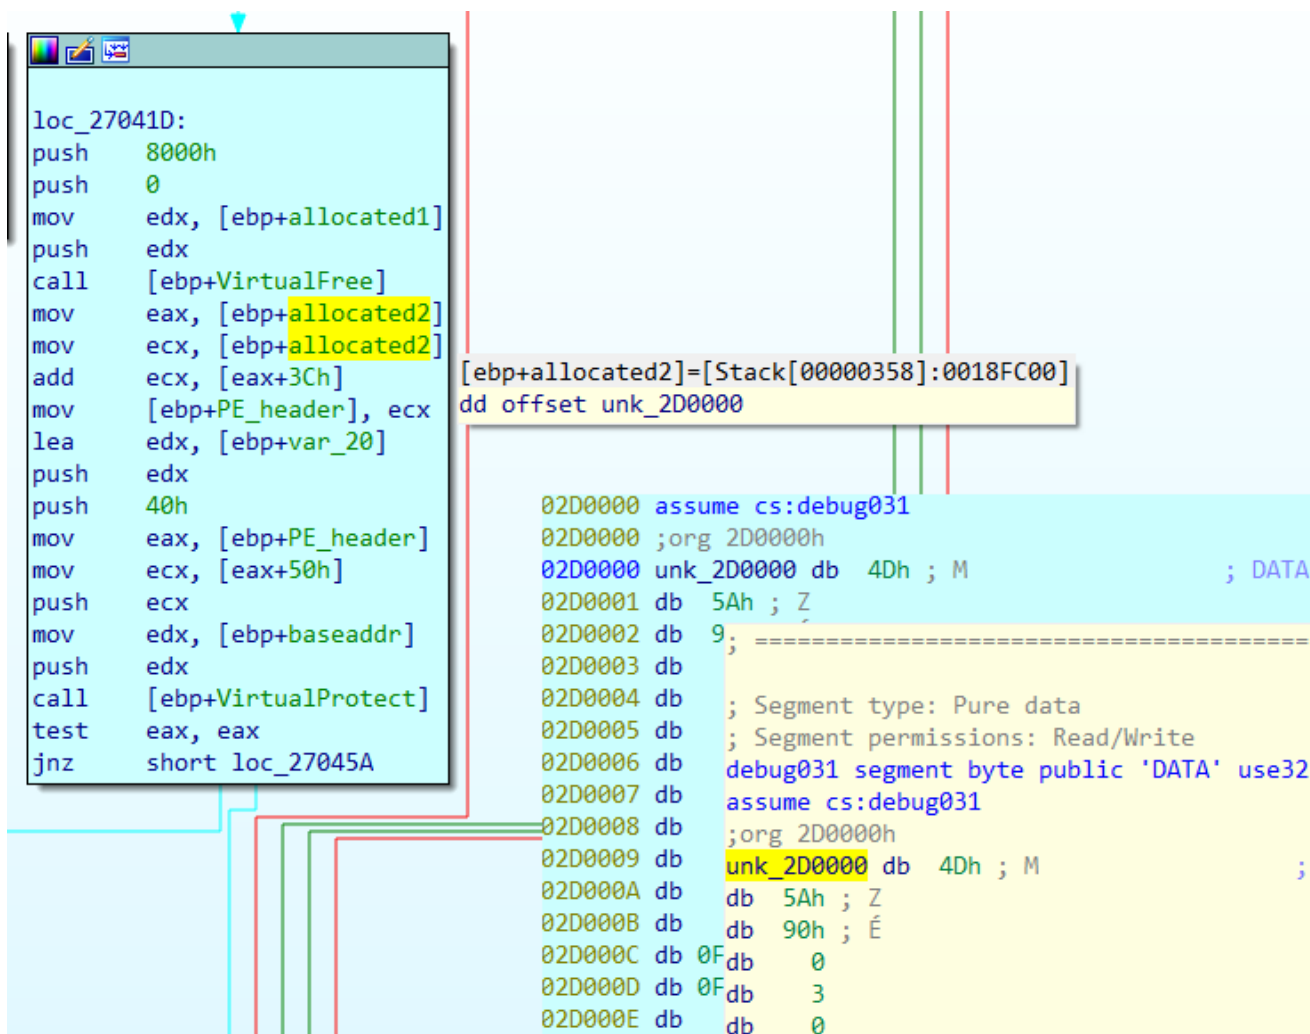 loc_27041D:
push 8000h
push 0
mov edx, [ebp+allocated1]
push edx
call [ebp+VirtualFree]
mov eax, [ebp+allocated2]
mov ecx, [ebp+allocated2]
add ecx, [eax+3Ch]
mov [ebp+PE_header], ecx
lea edx, [ebp+var_20]
push edx
push 40h
mov eax, [ebp+PE_header]
mov ecx, [eax+50h]
push ecx
mov edx, [ebp+baseaddr]
push edx
call [ebp+VirtualProtect]
test eax, eax
jnz short loc_27045A
[ebp+allocated2]=[Stack[00000358]:0018FC00]
dd offset unk_2D0000
02D0000 assume cs:debug031
02D0000 ;org 2D0000h
02D0000 unk_2D0000 db 4Dh ; M ; DATA
02D0001 db 5Ah ; Z
02D0002 db 9
02D0003 db
02D0004 db
02D0005 db
02D0006 db
02D0007 db
02D0008 db
02D0009 db
02D000A db
02D000B db
02D000C db 0F
02D000D db 0F
02D000E db
; =======================================
; Segment type: Pure data
; Segment permissions: Read/Write
debug031 segment byte public 'DATA' use32
assume cs:debug031
;org 2D0000h
unk_2D0000 db 4Dh ; M ;
db 5Ah ; Z
db 90h ; É
db 0
db 3
db 0